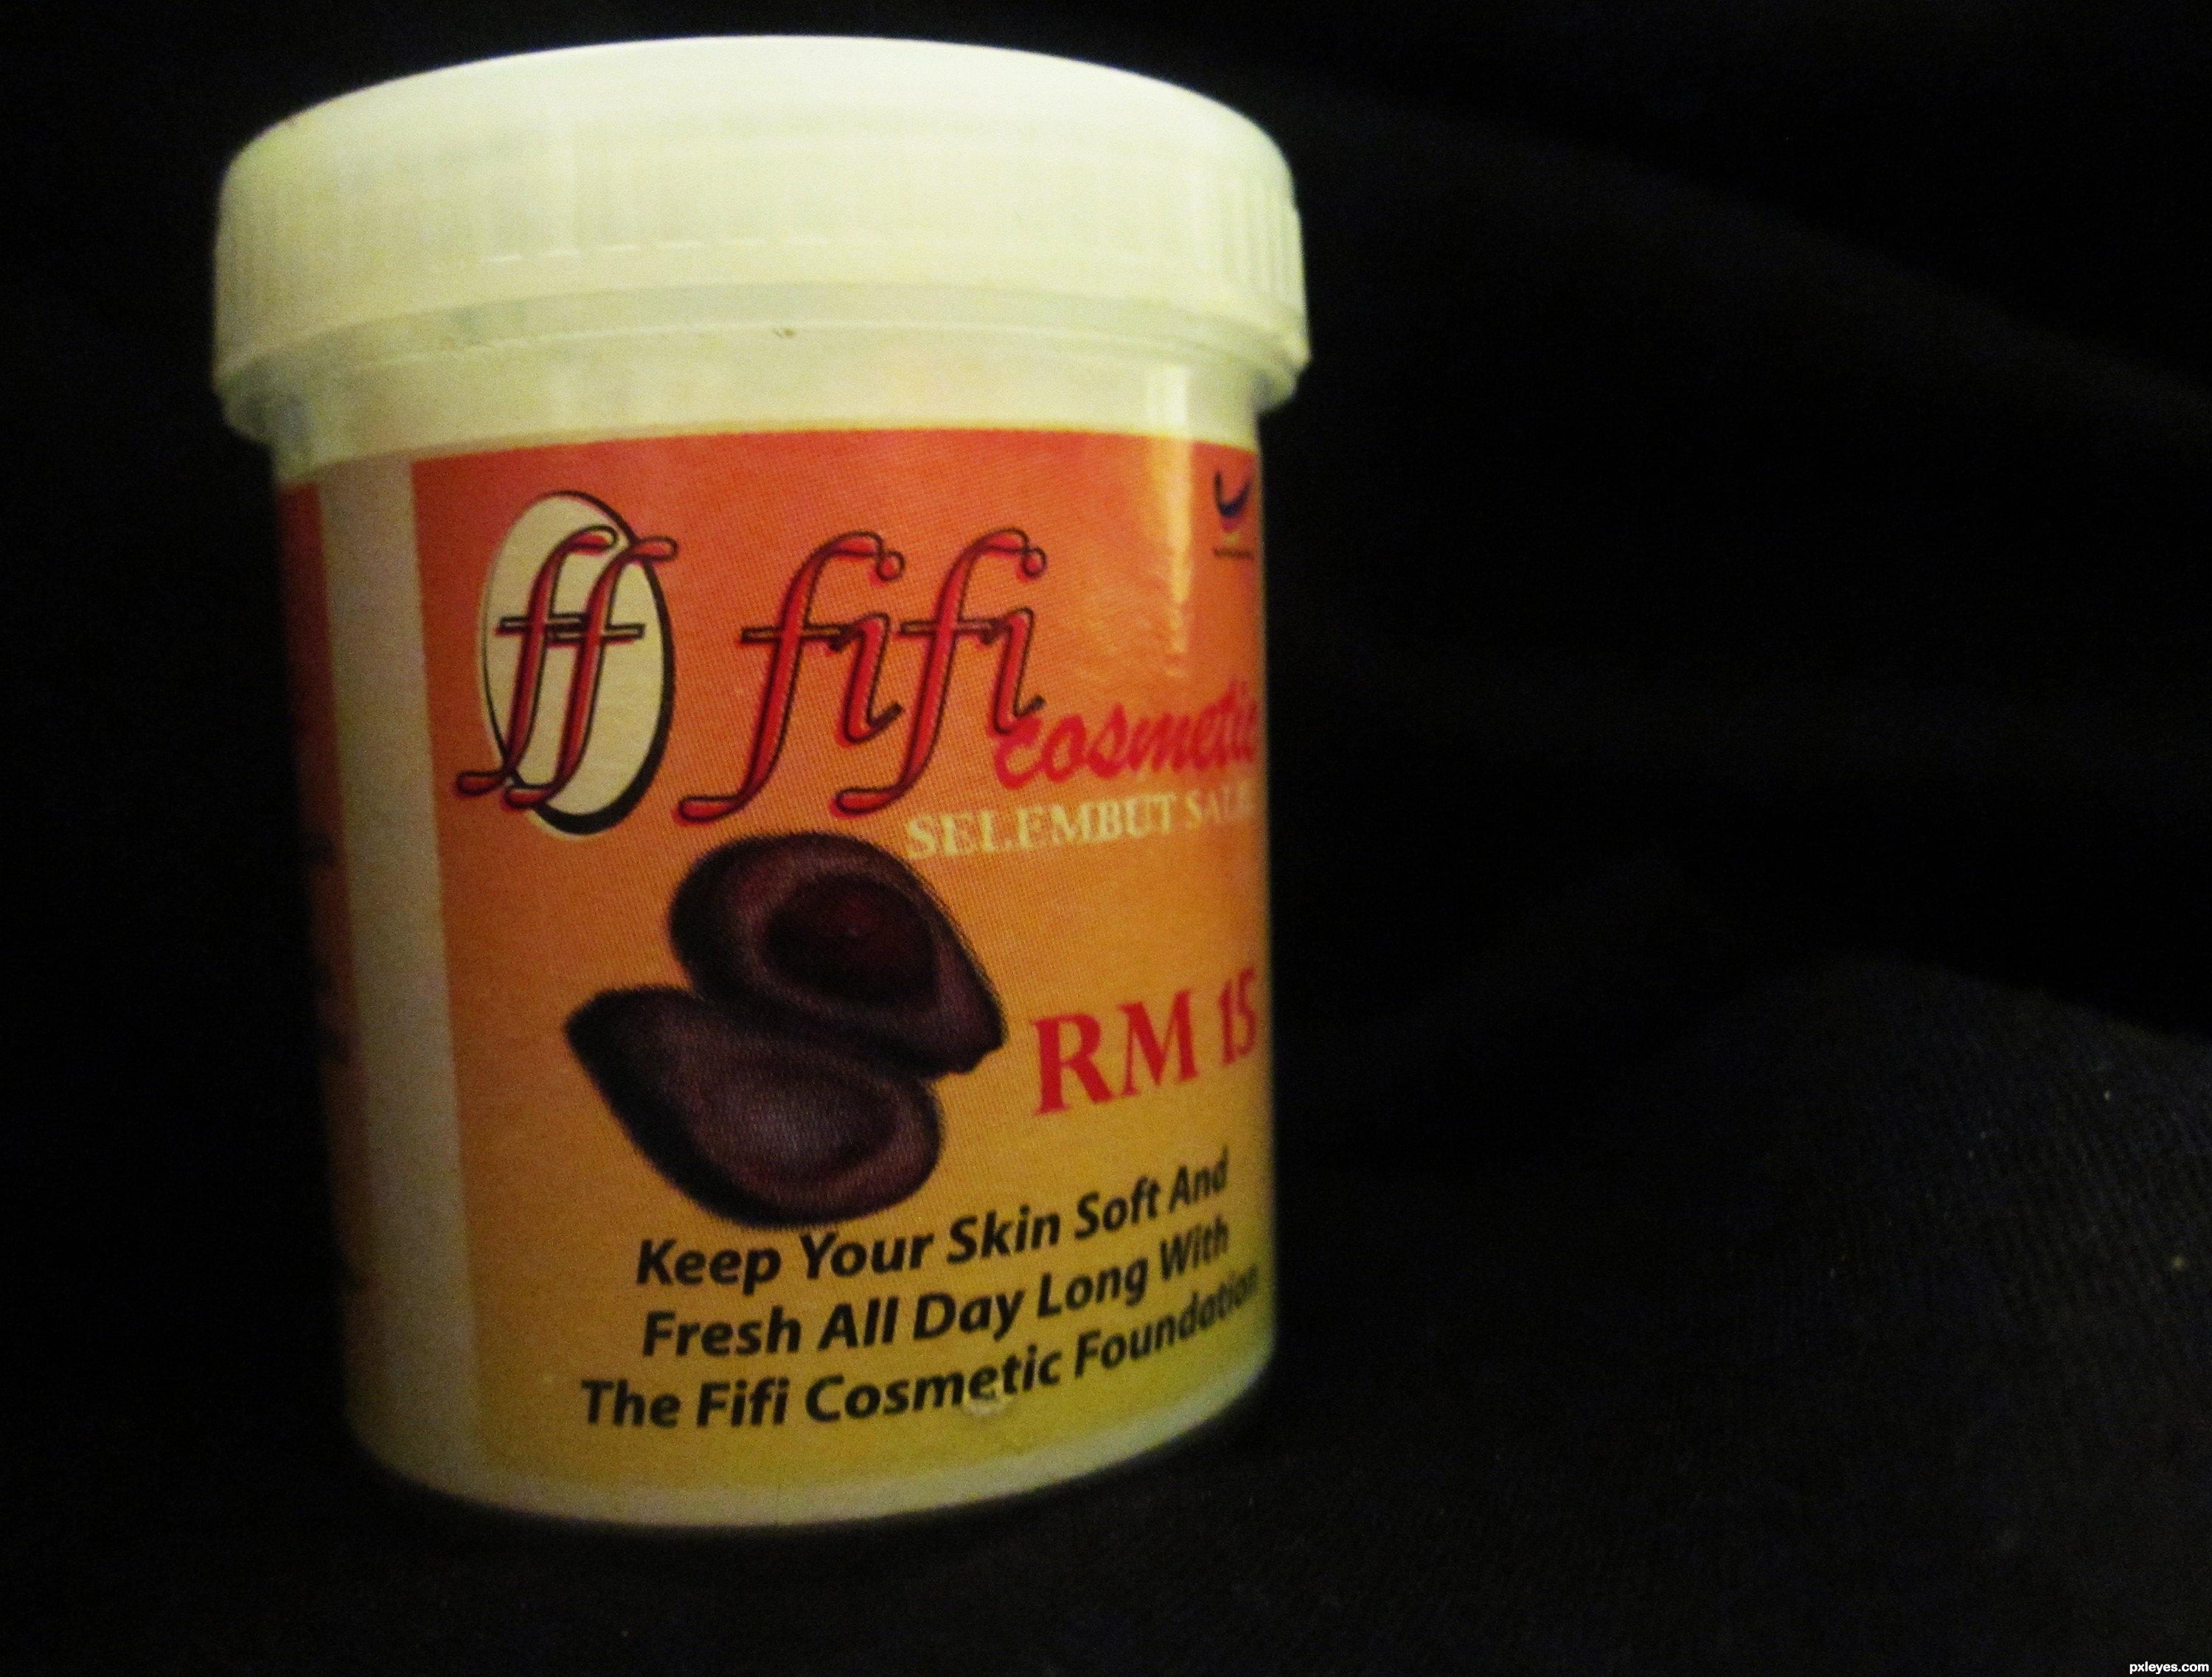 ff fifi
cosmetic
SELEMBUT
RM 15
Keep Your Skin Soft And
Fresh All Day Long With
The Fifi Cosmetic Foundation
pxleyes.com